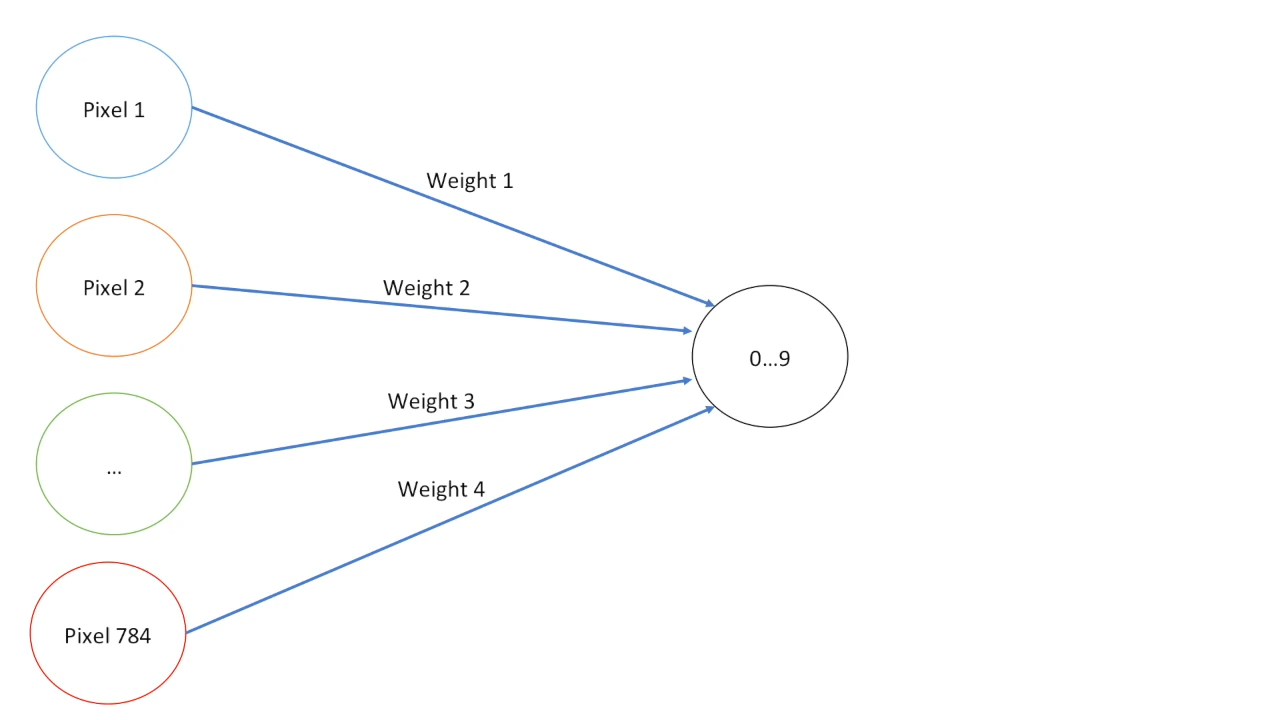 Pixel 1
Weight 1
Pixel 2
Weight 2
0...9
Weight 3
...
Weight 4
Pixel 784